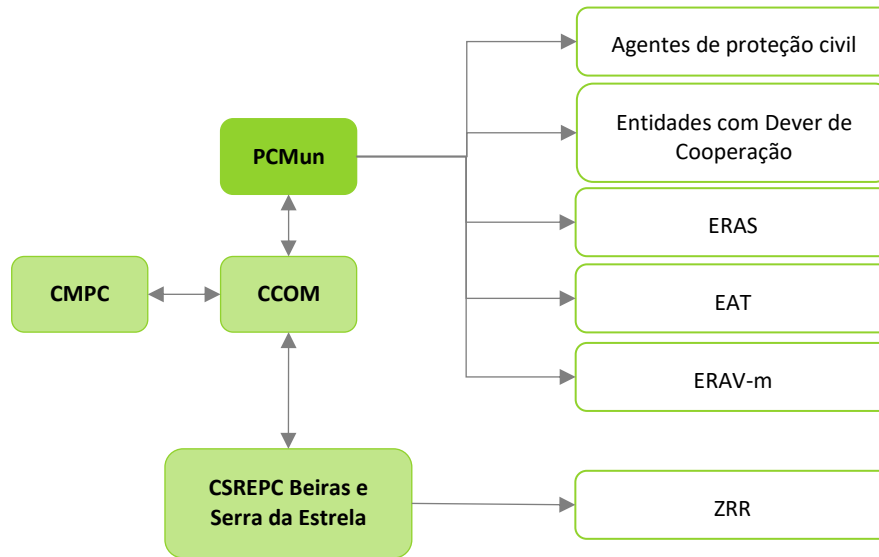 Agentes de proteção civil
Entidades com Dever de
Cooperação
PCMun
ERAS
CMPC
CCOM
EAT
ERAV-m
CSREPC Beiras e
Serra da Estrela
ZRR